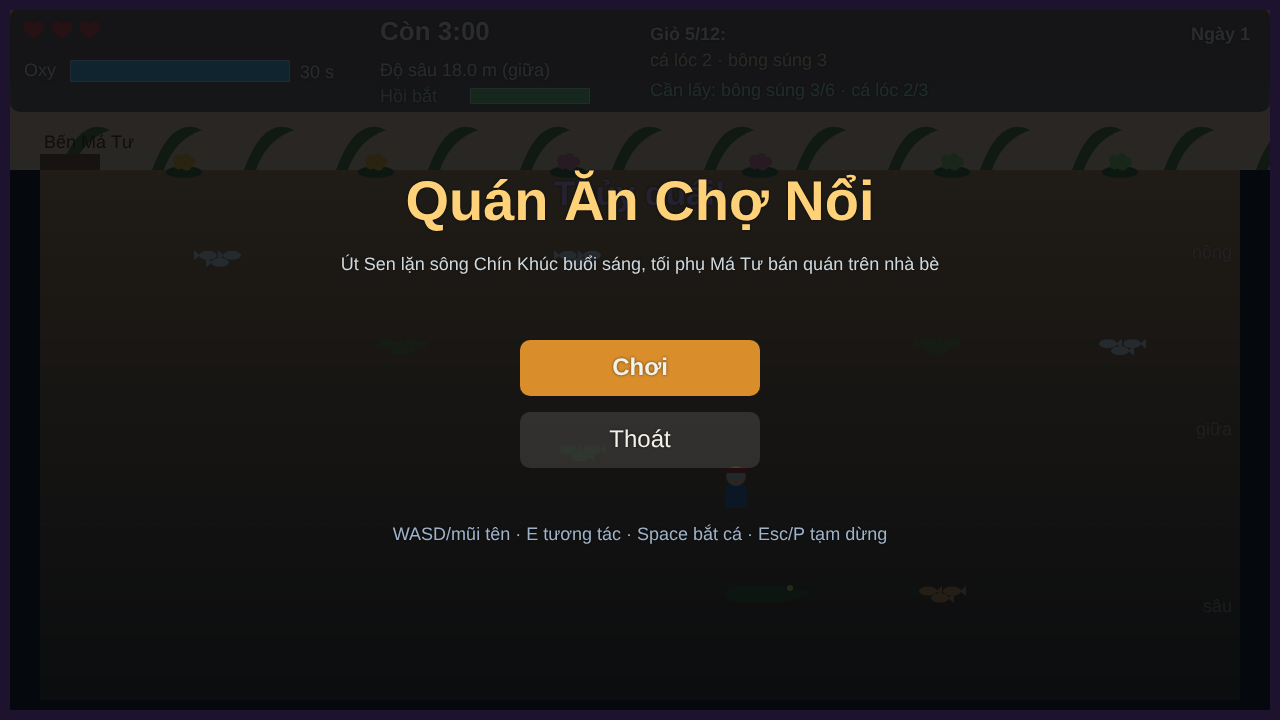 Còn 3:00
Giỏ 5/12:
Ngày 1
cá lóc 2 · bông súng 3
Oxy
30 s
Độ sâu 18.0 m (giữa)
Hồi bắt
Cần lấy: bông súng 3/6 · cá lóc 2/3
Bến Má Tư
Quán Ăn Chợ Nổi
Út Sen lặn sông Chín Khúc buổi sáng, tối phụ Má Tư bán quán trên nhà bè
nông
Chơi
Thoát
giữa
WASD/mũi tên · E tương tác · Space bắt cá · Esc/P tạm dừng
sâu